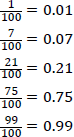 1/100 = 0.01
7/100 = 0.07
21/100 = 0.21
75/100 = 0.75
99/100 = 0.99